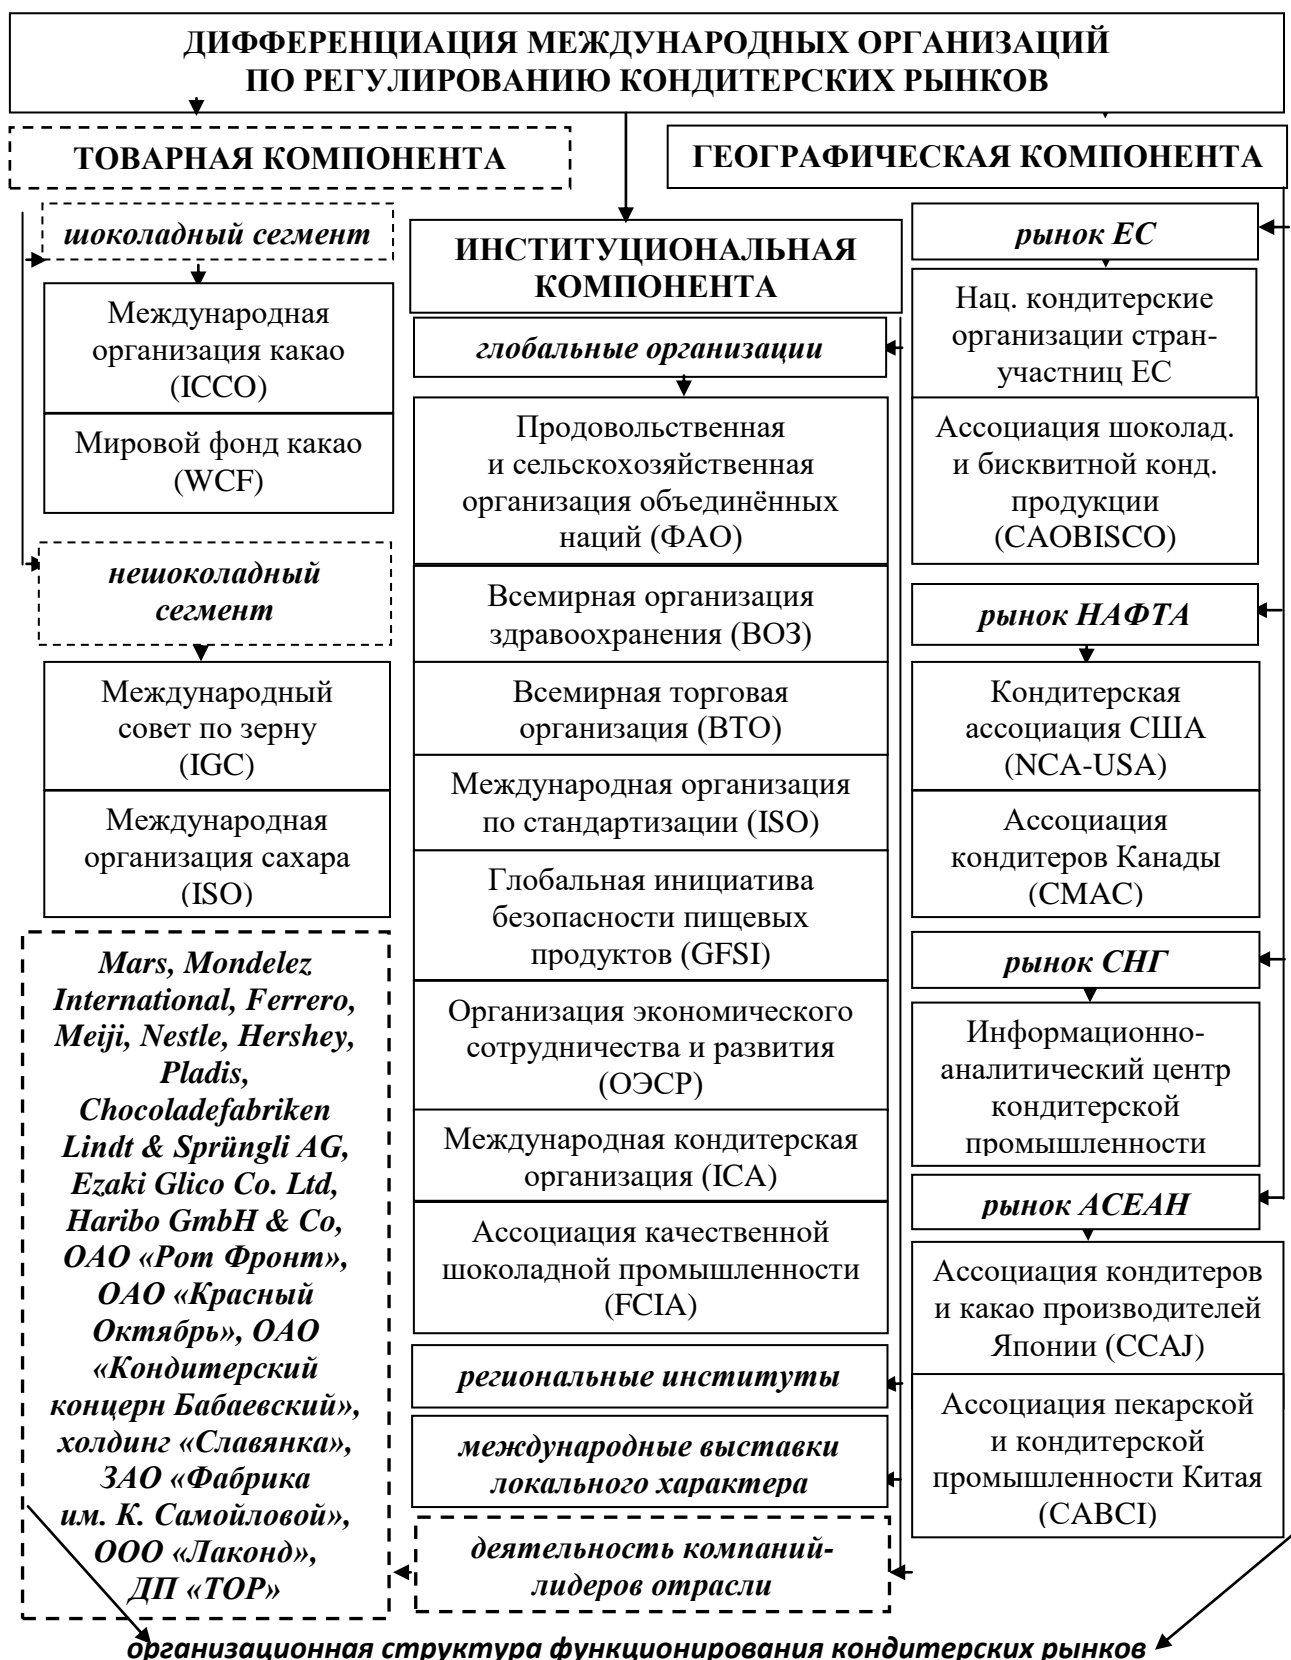 ДИФФЕРЕНЦИАЦИЯ МЕЖДУНАРОДНЫХ ОРГАНИЗАЦИЙ
ПО РЕГУЛИРОВАНИЮ КОНДИТЕРСКИХ РЫНКОВ
ТОВАРНАЯ КОМПОНЕНТА
шоколадный сегмент
Международная
организация какао
(ICCO)
Мировой фонд какао
(WCF)
нешоколадный
сегмент
Международный
совет по зерну
(IGC)
Международная
организация сахара
(ISO)
Mars, Mondelez
International, Ferrero,
Meiji, Nestle, Hershey,
Pladis,
Chocoladefabriken
Lindt & Sprüngli AG,
Ezaki Glico Co. Ltd,
Haribo GmbH & Co,
ОАО «Рот Фронт»,
ОАО «Красный
Октябрь», ОАО
«Кондитерский
концерн Бабаевский»,
холдинг «Славянка»,
ЗАО «Фабрика
им. К. Самойловой»,
ООО «Лаконд»,
ДП «ТОР»
ИНСТИТУЦИОНАЛЬНАЯ
КОМПОНЕНТА
глобальные организации
Продовольственная
и сельскохозяйственная
организация объединённых
наций (ФАО)
Всемирная организация
здравоохранения (ВОЗ)
Всемирная торговая
организация (ВТО)
Международная организация
по стандартизации (ISO)
Глобальная инициатива
безопасности пищевых
продуктов (GFSI)
Организация экономического
сотрудничества и развития
(ОЭСР)
Международная кондитерская
организация (ICA)
Ассоциация качественной
шоколадной промышленности
(FCIA)
региональные институты
международные выставки
локального характера
деятельность компаний-
лидеров отрасли
ГЕОГРАФИЧЕСКАЯ КОМПОНЕНТА
рынок ЕС
Нац. кондитерские
организации стран-
участниц ЕС
Ассоциация шоколад.
и бисквитной конд.
продукции
(CAOBISCO)
рынок НАФТА
Кондитерская
ассоциация США
(NCA-USA)
Ассоциация
кондитеров Канады
(CMAC)
рынок СНГ
Информационно-
аналитический центр
кондитерской
промышленности
рынок АСЕАН
Ассоциация кондитеров
и какао производителей
Японии (CCAJ)
Ассоциация пекарской
и кондитерской
промышленности Китая
(CABCI)
организационная структура функционирования кондитерских рынков